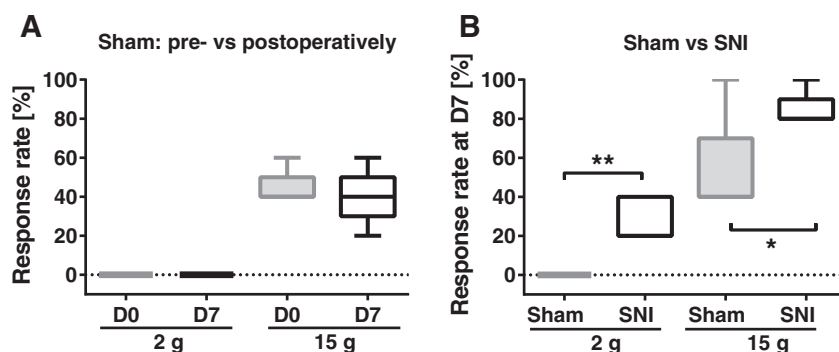 A
Sham: pre- vs postoperatively
Response rate [%]
100
80
60
40
20
0
D0 D7 D0 D7
2 g 15 g
B
Sham vs SNI
Response rate at D7 [%]
100
80
60
40
20
0
**
*
Sham SNI Sham SNI
2 g 15 g